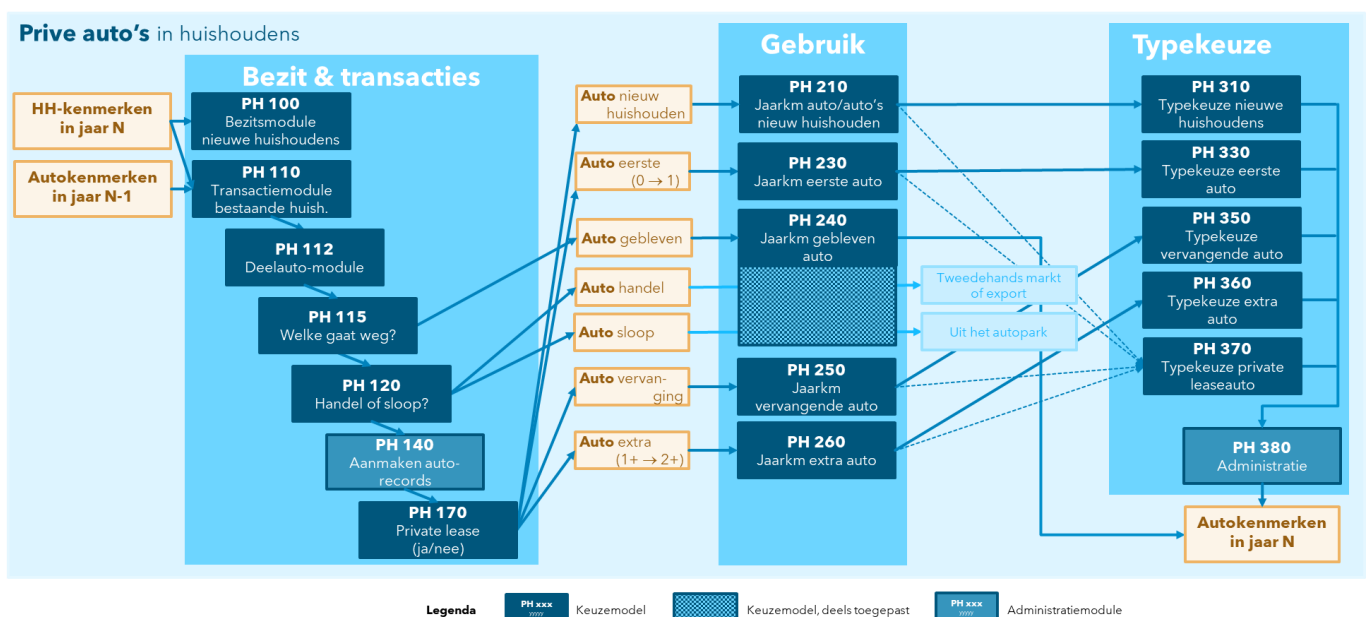 Prive auto's in huishoudens
Bezit & transacties
HH-kenmerken
in jaar N
Autokenmerken
in jaar N-1
PH 100
Bezitsmodule
nieuwe huishoudens
PH 110
Transactiemodule
bestaande huish.
PH 112
Deelauto-module
PH 115
Welke gaat weg?
PH 120
Handel of sloop?
PH 140
Aanmaken auto-
records
PH 170
Private lease
(ja/nee)
Auto nieuw
huishouden
Auto eerste
(0 → 1)
Auto gebleven
Auto handel
Auto sloop
Auto vervan-
ging
Auto extra
(1+ → 2+)
Gebruik
PH 210
Jaarkm auto/auto's
nieuw huishouden
PH 230
Jaarkm eerste auto
PH 240
Jaarkm gebleven
auto
PH 250
Jaarkm
vervangende auto
PH 260
Jaarkm extra auto
Tweedehands markt
of export
Uit het autopark
Typekeuze
PH 310
Typekeuze nieuwe
huishoudens
PH 330
Typekeuze eerste
auto
PH 350
Typekeuze
vervangende auto
PH 360
Typekeuze extra
auto
PH 370
Typekeuze private
leaseauto
PH 380
Administratie
Autokenmerken
in jaar N
Legenda
PH xxx
yyyyy
Keuzemodel
Keuzemodel, deels toegepast
PH xxx
yyyyy
Administratiemodule